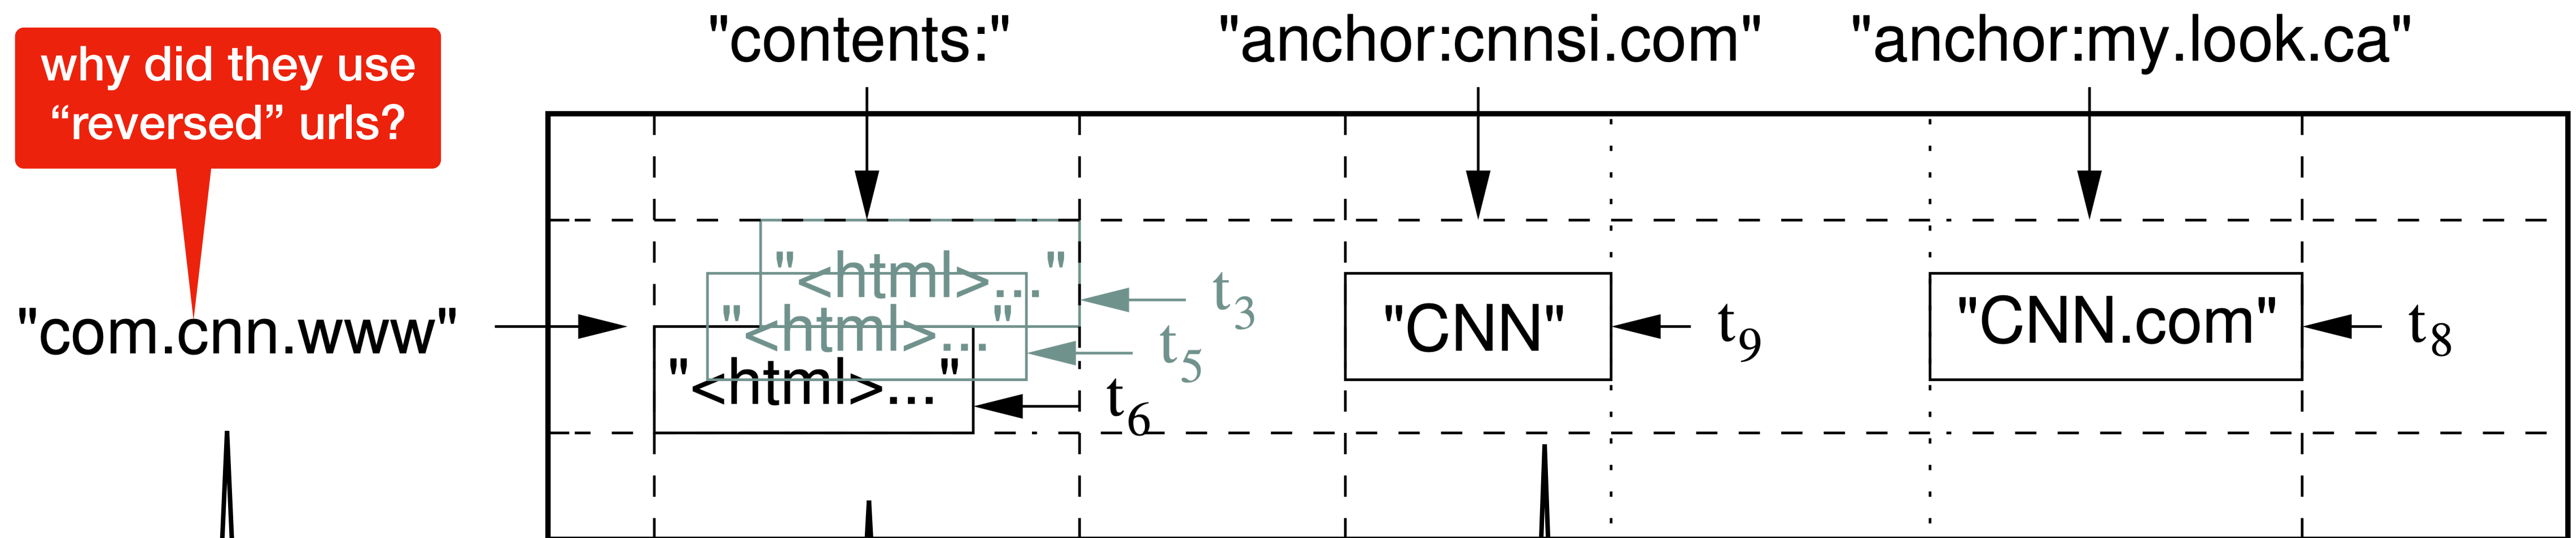 why did they use
“reversed” urls?
"contents:"
"anchor:cnnsi.com"
"anchor:my.look.ca"
"com.cnn.www"
"<html>..."
t3
"<html>..."
t5
"<html>..."
t6
"CNN"
t9
"CNN.com"
t8